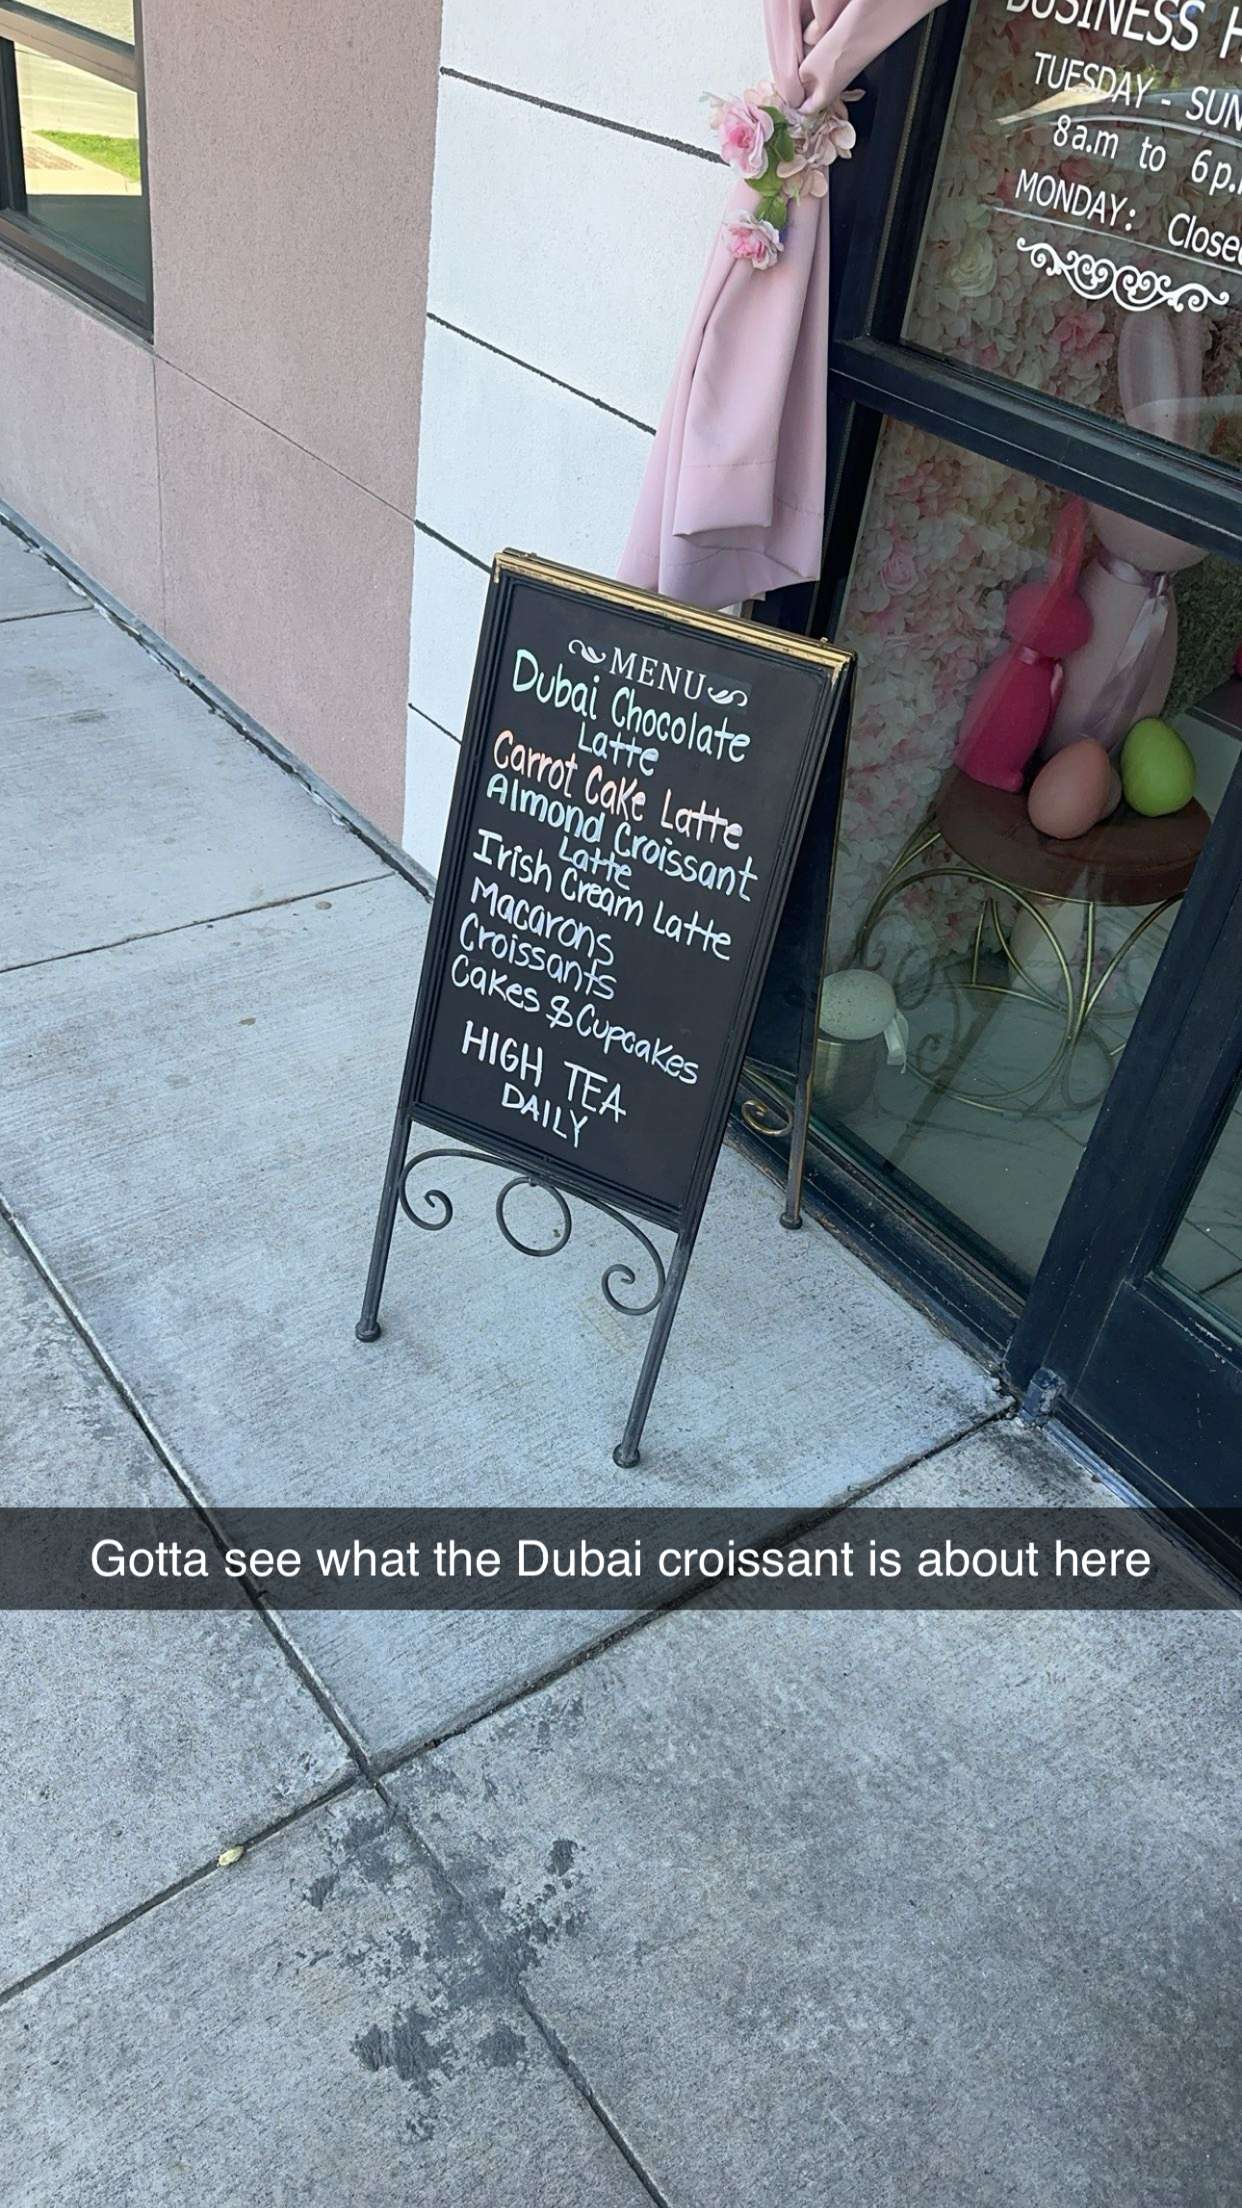 BUSINESS
TUESDAY - SUN
8a.m to 6p.
MONDAY: Close
MENU
Dubai Chocolate
Latte
Carrot Cake Latte
Almond Croissant
Latte
Irish Cream Latte
Macarons
Croissants
Cakes & Cupcakes
HIGH TEA
DAILY
Gotta see what the Dubai croissant is about here